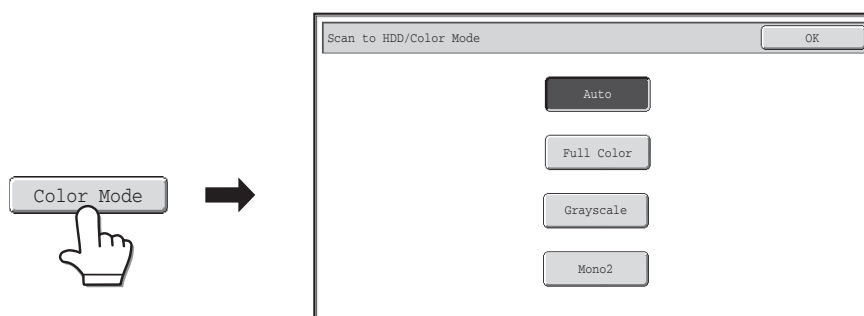 Color Mode
Scan to HDD/Color Mode
OK
Auto
Full Color
Grayscale
Mono2